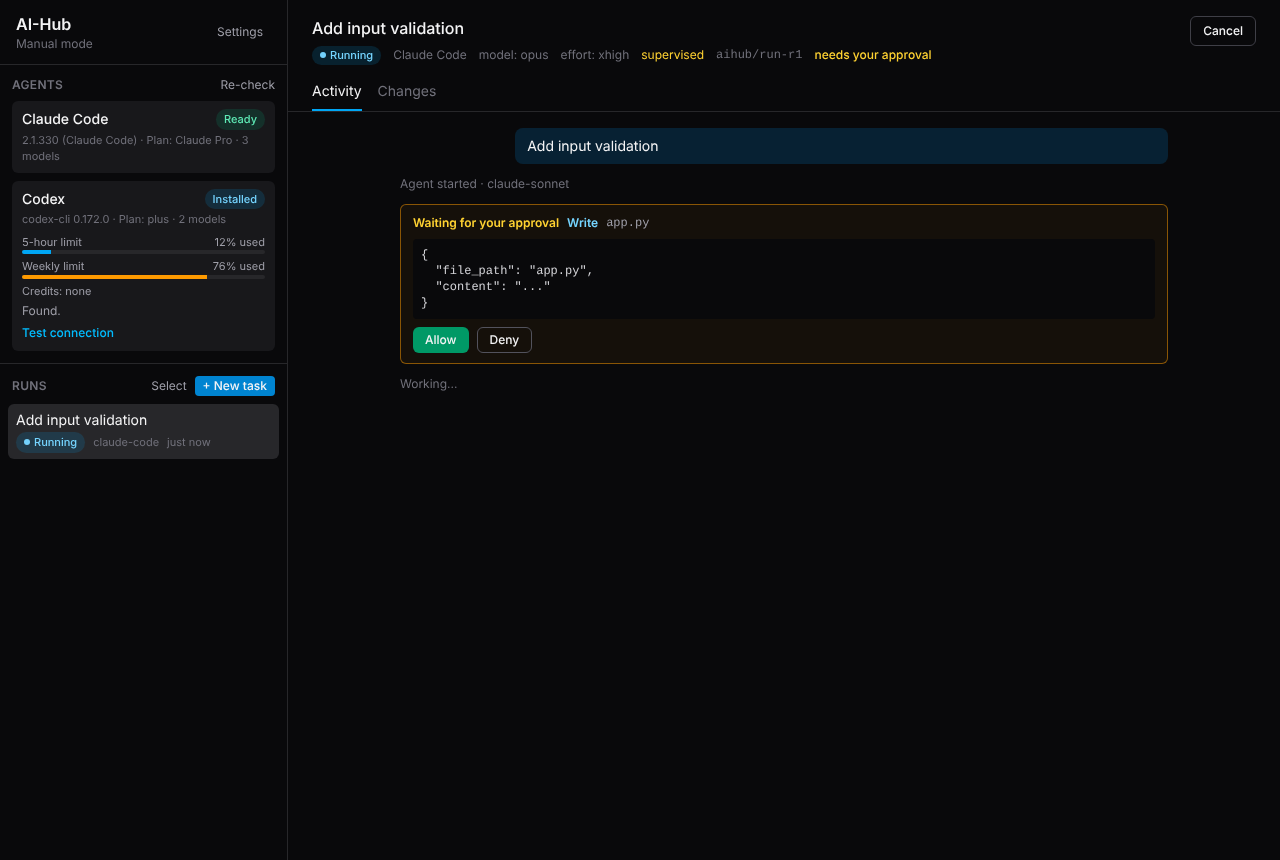 AI-Hub
Manual mode
Settings
AGENTS
Re-check
Claude Code
Ready
2.1.330 (Claude Code) · Plan: Claude Pro · 3
models
Codex
Installed
codex-cli 0.172.0 · Plan: plus · 2 models
5-hour limit
12% used
Weekly limit
76% used
Credits: none
Found.
Test connection
RUNS
Select
+ New task
Add input validation
Running
claude-code
just now
Add input validation
Running
Claude Code
model: opus
effort: xhigh
supervised
aihub/run-r1
needs your approval
Cancel
Activity
Changes
Add input validation
Agent started · claude-sonnet
Waiting for your approval
Write
app.py
{
  "file_path": "app.py",
  "content": "..."
}
Allow
Deny
Working...